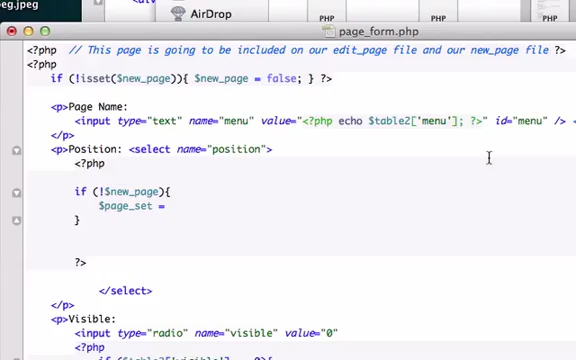 eg.jpeg
<div
AirDrop
PHP
PHP
PHP
page_form.php
<?php // This page is going to be included on our edit_page file and our new_page file ?>
<?php
if (!isset($new_page)){ $new_page = false; } ?>
<p>Page Name:
<input type="text" name="menu" value="<?php echo $table2['menu']; ?>" id="menu" /> <
</p>
<p>Position: <select name="position">
<?php
if (!$new_page){
$page_set =
}
?>
</select>
</p>
<p>Visible:
<input type="radio" name="visible" value="0"
<?php